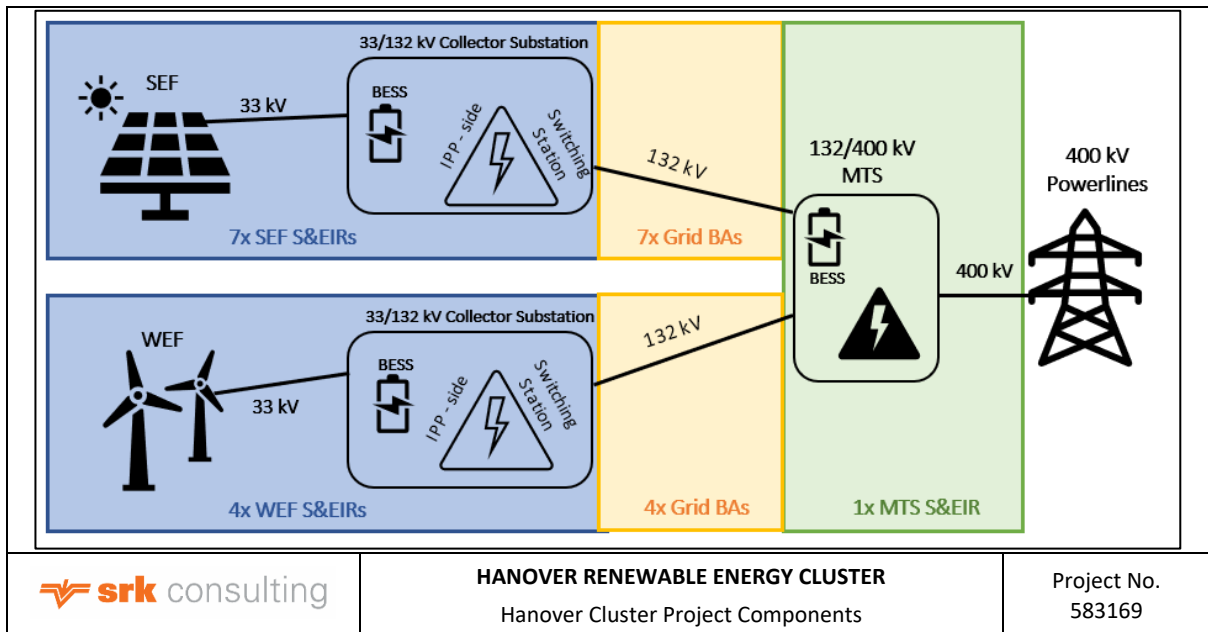 33/132 kV Collector Substation
SEF
33 kV
BESS
IPP - side
Switching
Station
7x SEF S&EIRs
132 kV
7x Grid BAs
132/400 kV
MTS
BESS
400 kV
400 kV
Powerlines
33/132 kV Collector Substation
WEF
33 kV
BESS
IPP - side
Switching
Station
4x WEF S&EIRs
132 kV
4x Grid BAs
1x MTS S&EIR
srk consulting
HANOVER RENEWABLE ENERGY CLUSTER
Hanover Cluster Project Components
Project No.
583169